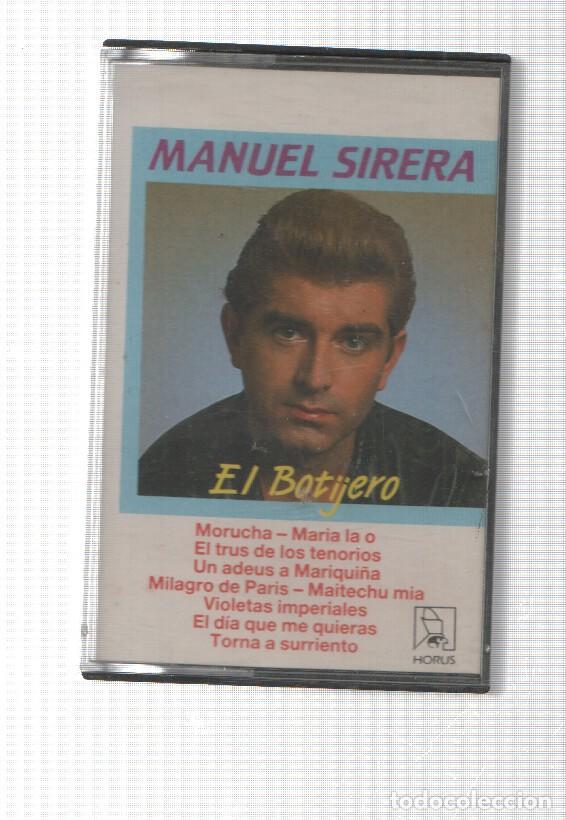 MANUEL SIRERA
El Botijero
Morucha – Maria la o
El trus de los tenorios
Un adeus a Mariquiña
Milagro de Paris – Maitechu mia
Violetas imperiales
El día que me quieras
Torna a surriento
HORUS
todocoleccion